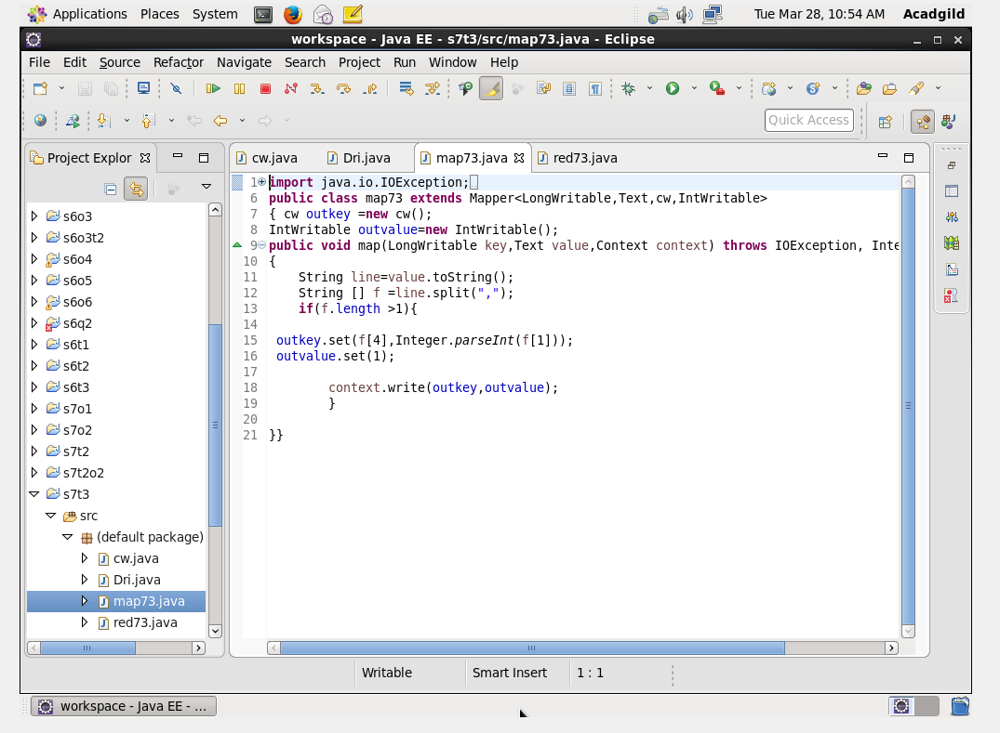 Applications Places System Tue Mar 28, 10:54 AM Acadgild
workspace - Java EE - s7t3/src/map73.java - Eclipse
File Edit Source Refactor Navigate Search Project Run Window Help
Quick Access
Project Explor
s6o3
s6o3t2
s6o4
s6o5
s6o6
s6q2
s6t1
s6t2
s6t3
s7o1
s7o2
s7t2
s7t2o2
s7t3
src
(default package)
cw.java
Dri.java
map73.java
red73.java
cw.java Dri.java map73.java red73.java
1 import java.io.IOException;
6 public class map73 extends Mapper<LongWritable,Text,cw,IntWritable>
7 { cw outkey =new cw();
8 IntWritable outvalue=new IntWritable();
9 public void map(LongWritable key,Text value,Context context) throws IOException, Inte
10 {
11     String line=value.toString();
12     String [] f =line.split(",");
13     if(f.length >1){
14
15  outkey.set(f[4],Integer.parseInt(f[1]));
16  outvalue.set(1);
17
18         context.write(outkey,outvalue);
19         }
20
21 }}
Writable Smart Insert 1 : 1
workspace - Java EE - ...